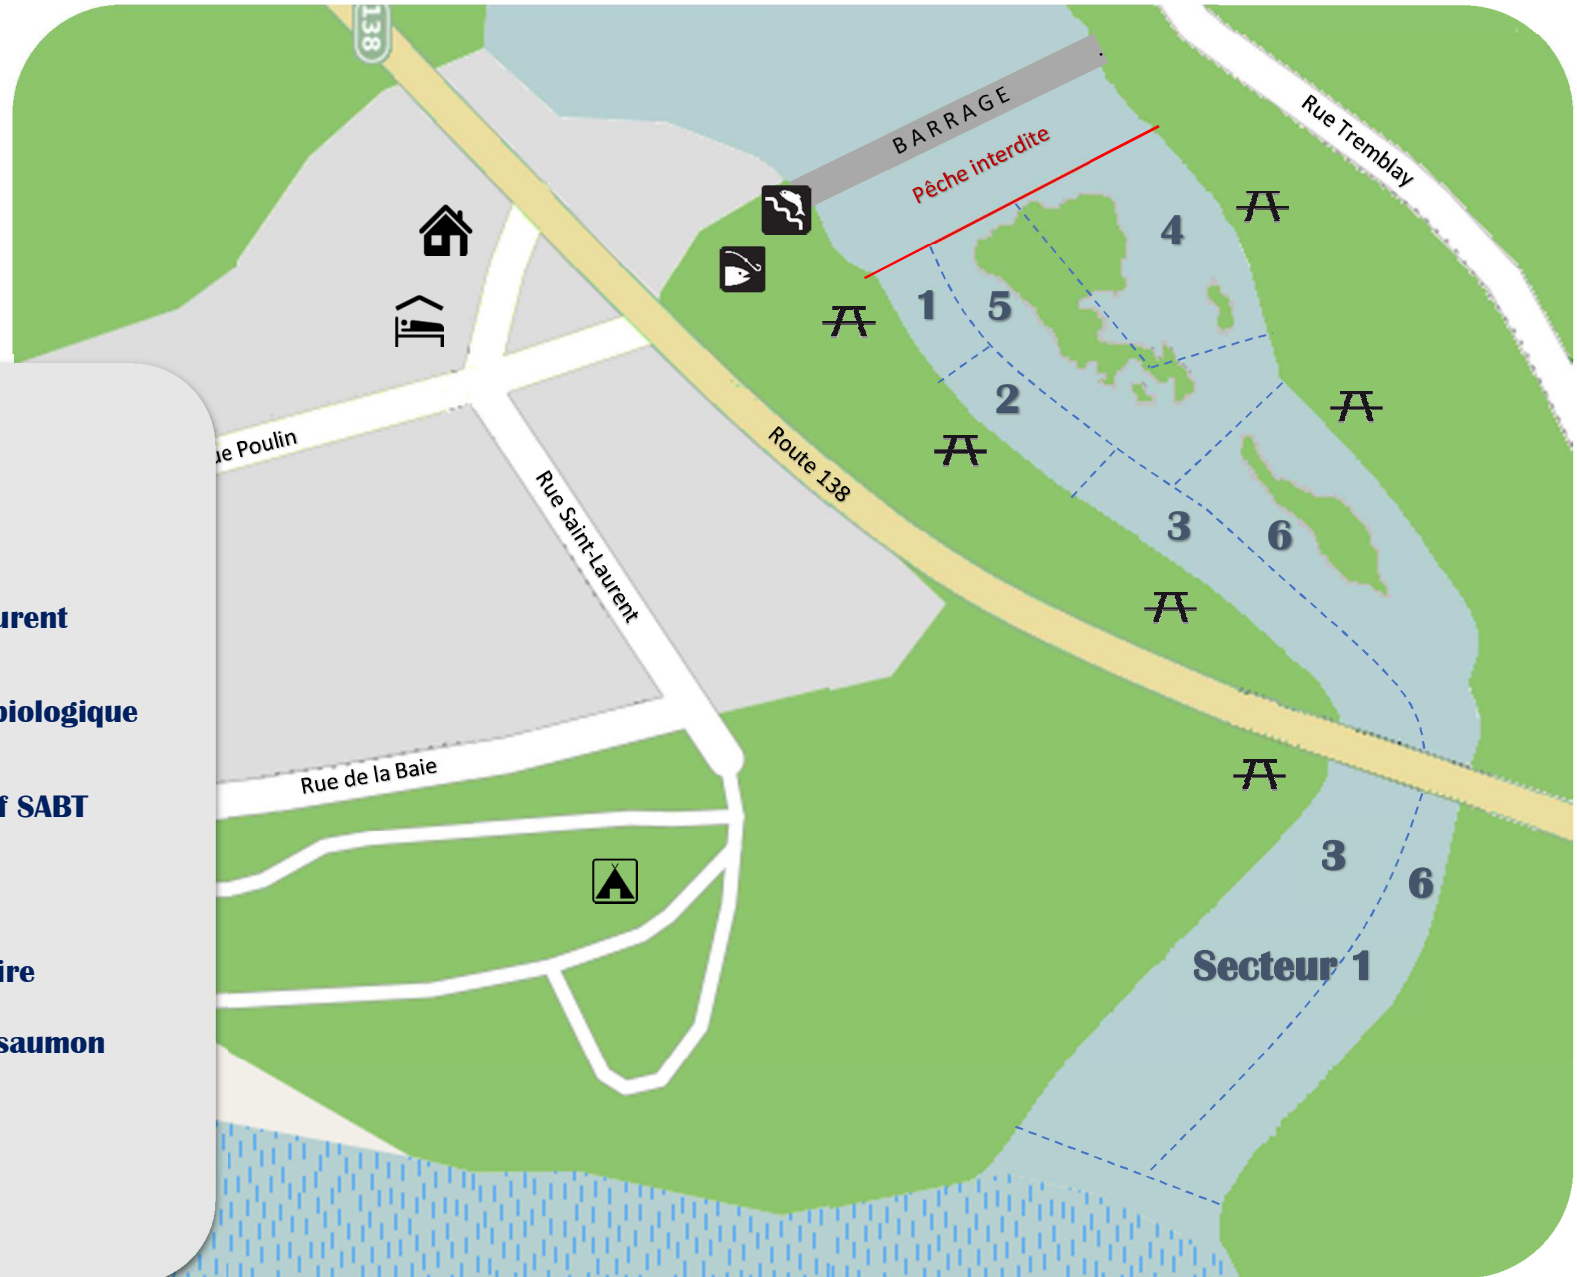 138
BARRAGE
Pêche interdite
Rue Tremblay
4
1
5
2
ue Poulin
Route 138
Rue Saint-Laurent
3
6
urent
biologique
Rue de la Baie
f SABT
3
6
Secteur 1
ire
saumon